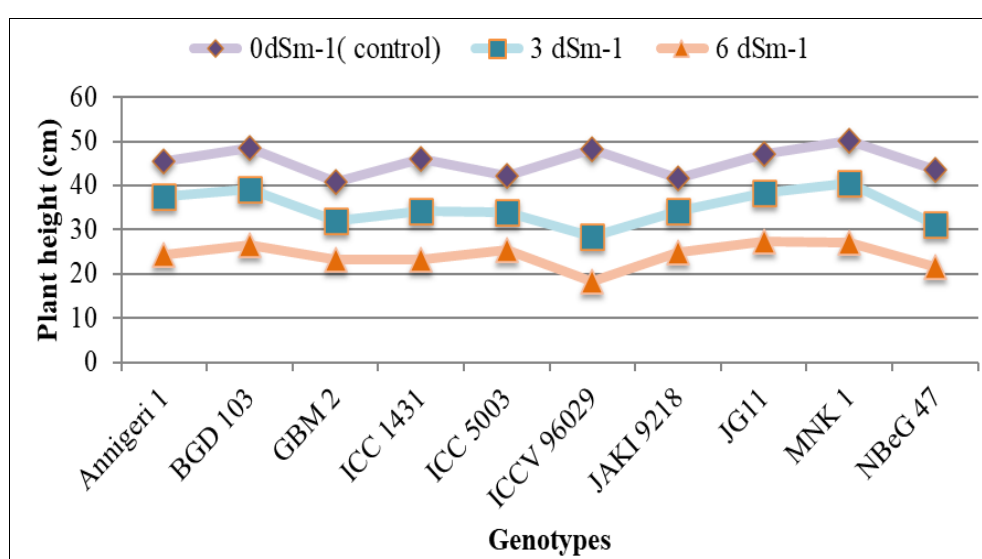 0dSm-1( control) 3 dSm-1 6 dSm-1
60
50
40
30
20
10
0
Plant height (cm)
Annigeri 1
BGD 103
GBM 2
ICC 1431
ICC 5003
ICCV 96029
JAKI 9218
JG11
MNK 1
NBeG 47
Genotypes